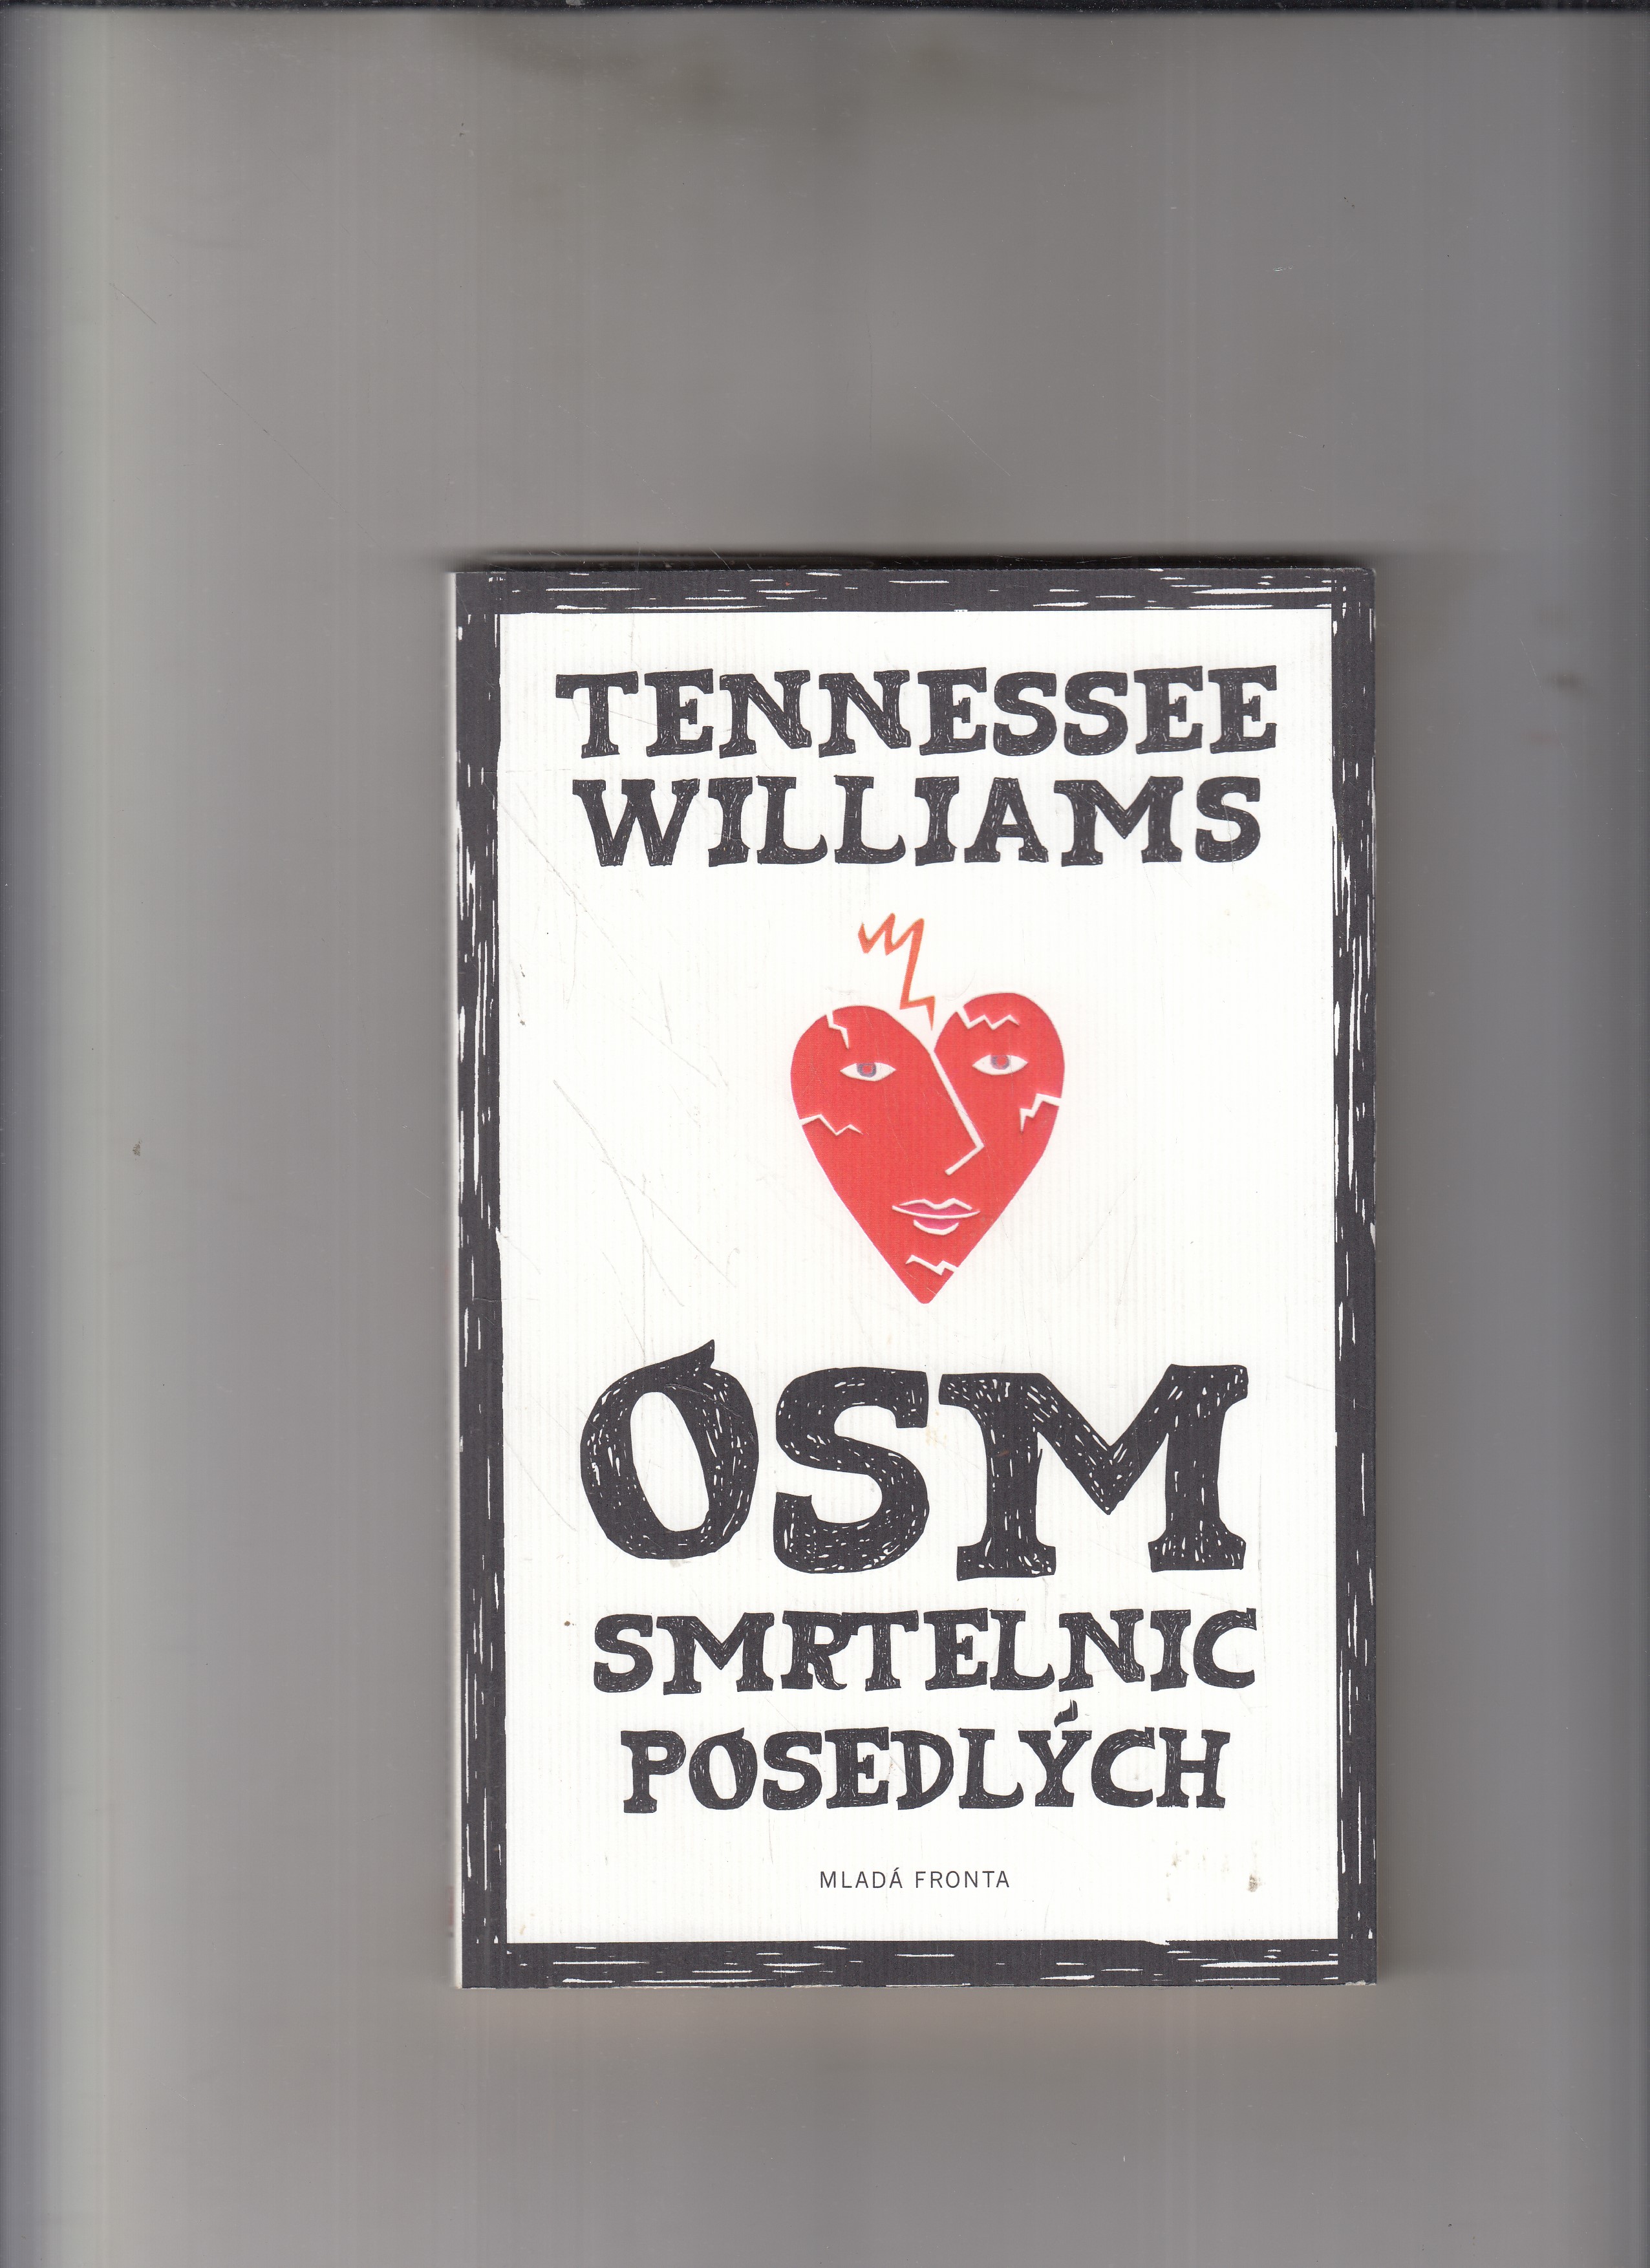 TENNESSEE
WILLIAMS
OSM
SMRTELNIC
POSEDLÝCH
MLADÁ FRONTA